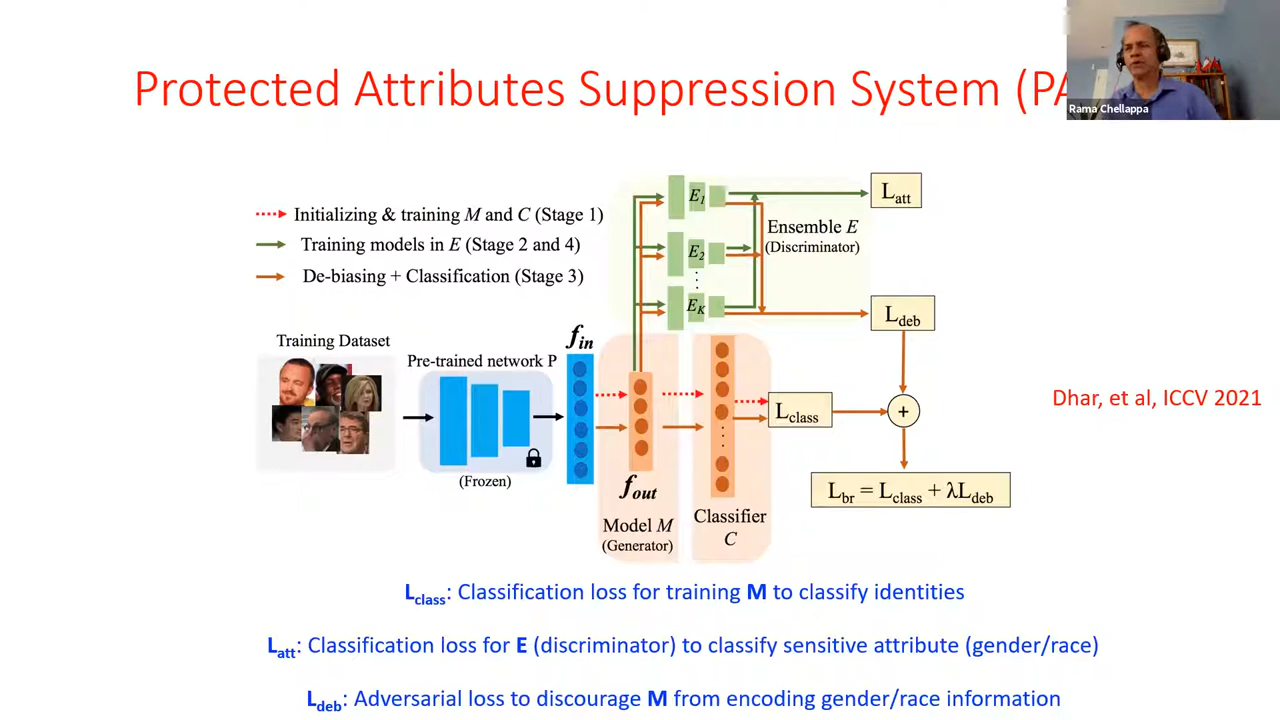 Protected Attributes Suppression System (PA
Rama Chellappa
Initializing & training M and C (Stage 1)
Training models in E (Stage 2 and 4)
De-biasing + Classification (Stage 3)
E1
E2
EK
Ensemble E
(Discriminator)
Latt
Ldeb
Training Dataset
Pre-trained network P
(Frozen)
fin
fout
Model M
(Generator)
Classifier
C
Lclass
+
Lbr = Lclass + λLdeb
Dhar, et al, ICCV 2021
Lclass: Classification loss for training M to classify identities
Latt: Classification loss for E (discriminator) to classify sensitive attribute (gender/race)
Ldeb: Adversarial loss to discourage M from encoding gender/race information